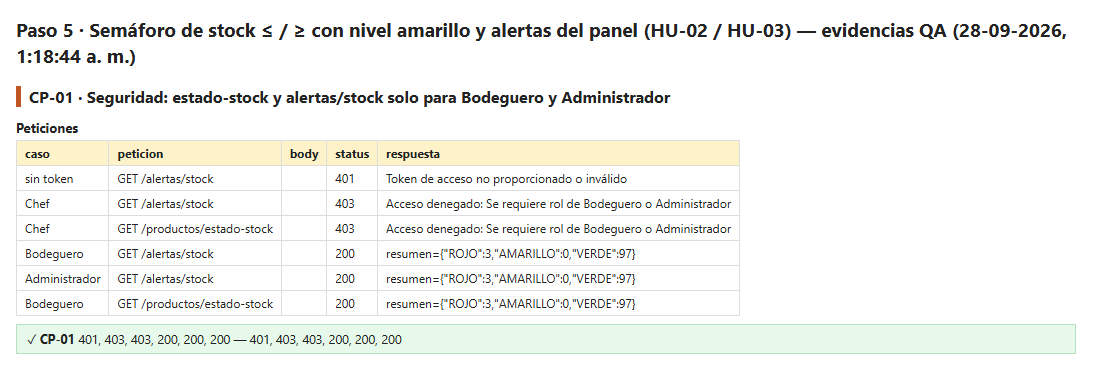 Paso 5 · Semáforo de stock ≤ / ≥ con nivel amarillo y alertas del panel (HU-02 / HU-03) — evidencias QA (28-09-2026,
1:18:44 a. m.)
CP-01 · Seguridad: estado-stock y alertas/stock solo para Bodeguero y Administrador
Peticiones
caso peticion body status respuesta
sin token GET /alertas/stock 401 Token de acceso no proporcionado o inválido
Chef GET /alertas/stock 403 Acceso denegado: Se requiere rol de Bodeguero o Administrador
Chef GET /productos/estado-stock 403 Acceso denegado: Se requiere rol de Bodeguero o Administrador
Bodeguero GET /alertas/stock 200 resumen={"ROJO":3,"AMARILLO":0,"VERDE":97}
Administrador GET /alertas/stock 200 resumen={"ROJO":3,"AMARILLO":0,"VERDE":97}
Bodeguero GET /productos/estado-stock 200 resumen={"ROJO":3,"AMARILLO":0,"VERDE":97}
✓ CP-01 401, 403, 403, 200, 200, 200 — 401, 403, 403, 200, 200, 200